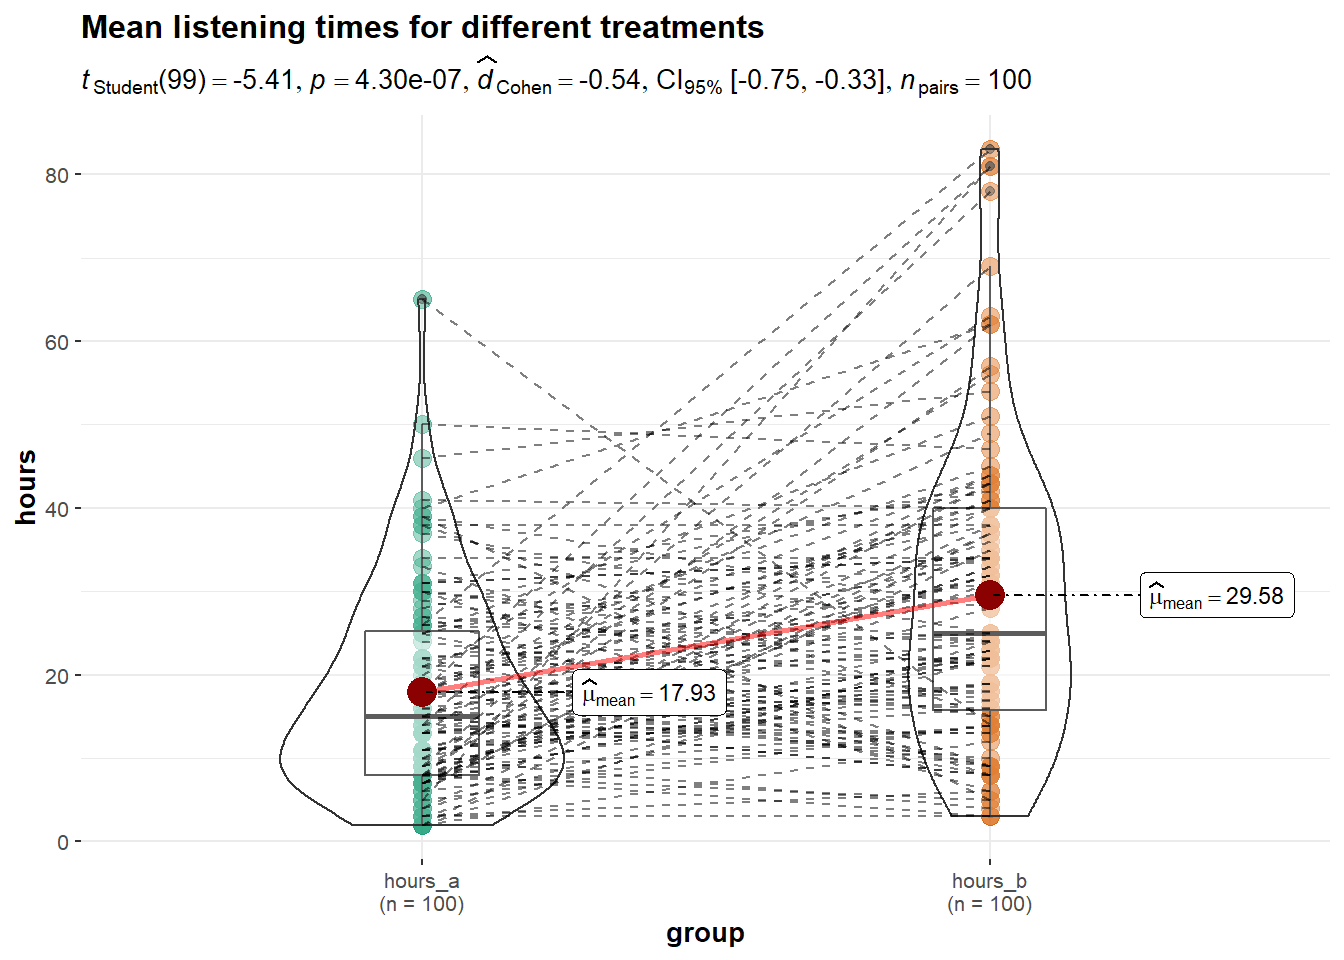 Mean listening times for different treatments
t Student(99) = -5.41, p = 4.30e-07, d̂ Cohen = -0.54, CI95% [-0.75, -0.33], n pairs = 100
80
60
40
20
0
hours
μ̂ mean = 29.58
μ̂ mean = 17.93
hours_a
(n = 100)
hours_b
(n = 100)
group